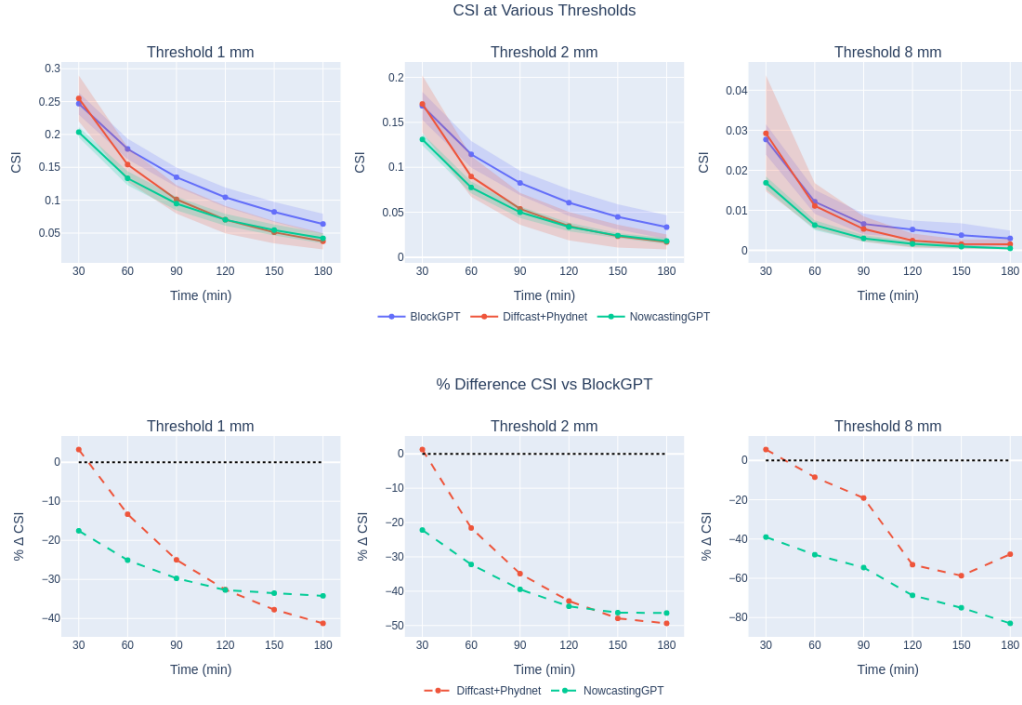 CSI at Various Thresholds
Threshold 1 mm
Threshold 2 mm
Threshold 8 mm
0.3
0.25
0.2
0.15
0.1
0.05
CSI
30 60 90 120 150 180
Time (min)
0.2
0.15
0.1
0.05
0
CSI
30 60 90 120 150 180
Time (min)
0.04
0.03
0.02
0.01
0
CSI
30 60 90 120 150 180
Time (min)
BlockGPT Diffcast+Phydnet NowcastingGPT
% Difference CSI vs BlockGPT
Threshold 1 mm
Threshold 2 mm
Threshold 8 mm
0
−10
−20
−30
−40
% Δ CSI
30 60 90 120 150 180
Time (min)
0
−10
−20
−30
−40
−50
% Δ CSI
30 60 90 120 150 180
Time (min)
0
−20
−40
−60
−80
% Δ CSI
30 60 90 120 150 180
Time (min)
Diffcast+Phydnet NowcastingGPT